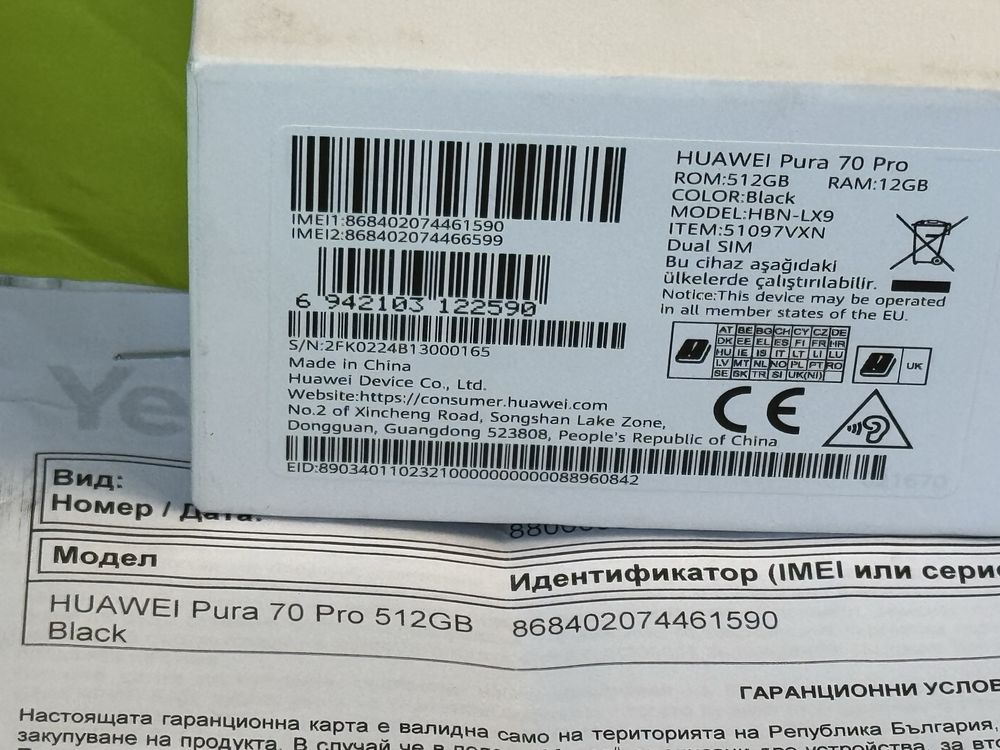 IMEI1:868402074461590
IMEI2:868402074466599
6 942103 122590
S/N:2FK0224B13000165
Made in China
Huawei Device Co., Ltd.
Website:https://consumer.huawei.com
No.2 of Xincheng Road, Songshan Lake Zone,
Dongguan, Guangdong 523808, People's Republic of China
EID:89034011023210000000000088960842
HUAWEI Pura 70 Pro
ROM:512GB RAM:12GB
COLOR:Black
MODEL:HBN-LX9
ITEM:51097VXN
Dual SIM
Bu cihaz aşağıdaki
ülkelerde çalıştırılabilir.
Notice:This device may be operated
in all member states of the EU.
AT BE BG CH CY CZ DE
DK EE EL ES FI FR HR
HU IE IS IT LT LI LU
LV MT NL NO PL PT RO
SE SK TR SI UK(NI)
UK
CE
Ye
Вид:
Номер / Дата:
Модел
Идентификатор (IMEI или
HUAWEI Pura 70 Pro 512GB
Black
868402074461590
ГАРАНЦИОННИ
Настоящата гаранционна карта е валидна само на територията на Република България.
закупуване на продукта. В случай че в